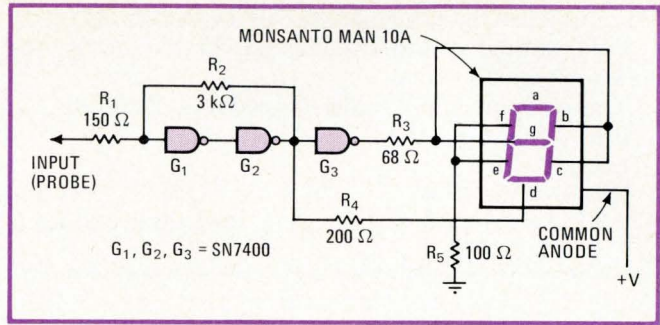 MONSANTO MAN 10A
R2
3 kΩ
R1
150 Ω
a
f
b
g
R3
INPUT
(PROBE)
G1
G2
G3
68 Ω
e
c
d
R4
200 Ω
COMMON
ANODE
G1, G2, G3 = SN7400
R5
100 Ω
+V